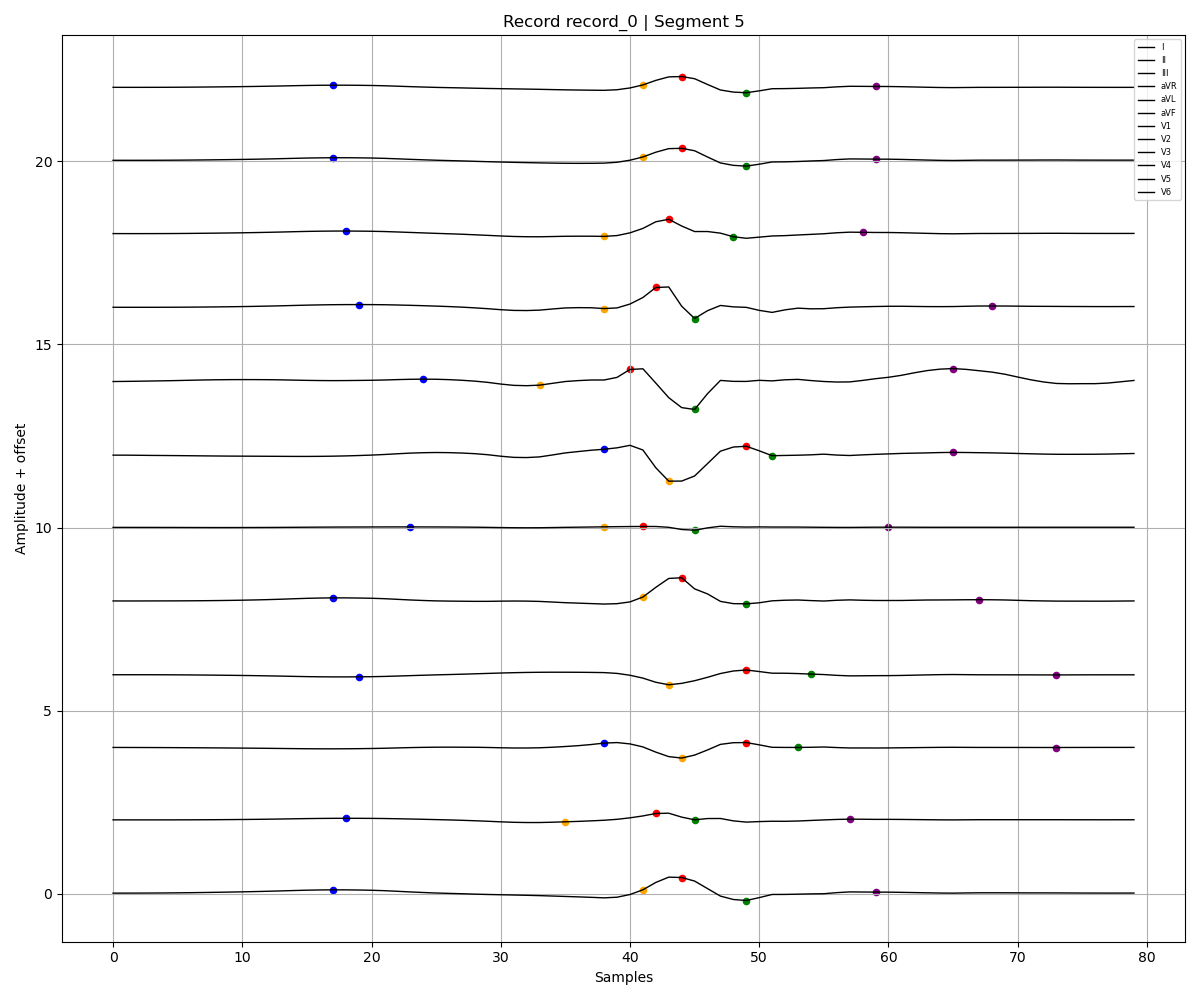 Record record_0 | Segment 5
I
II
III
aVR
aVL
aVF
V1
V2
V3
V4
V5
V6
20
15
10
5
0
Amplitude + offset
0 10 20 30 40 50 60 70 80
Samples